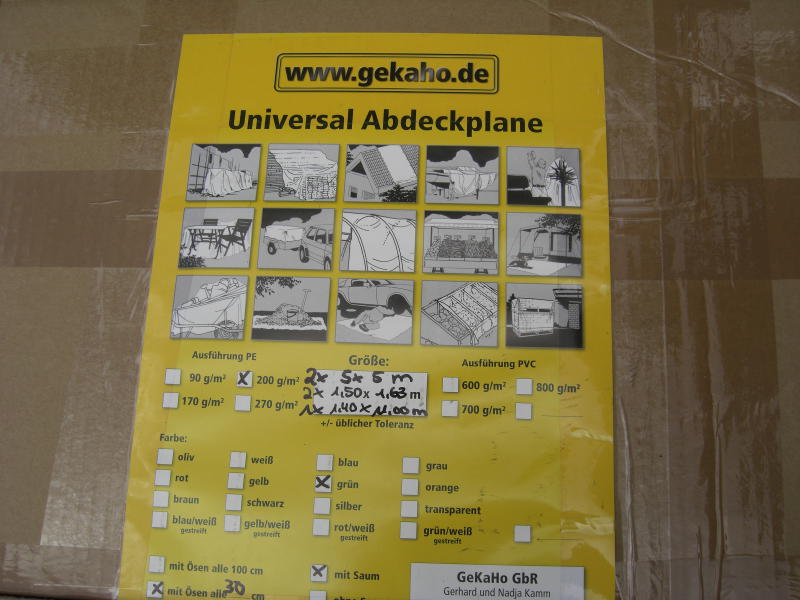 www.gekaho.de
Universal Abdeckplane
Ausführung PE
Größe:
Ausführung PVC
90 g/m² X 200 g/m² 2x 5x 5 m 600 g/m² 800 g/m²
2x 1,50x 1,63 m
170 g/m² 270 g/m² 1x 1,40 x 1,00 m 700 g/m²
+/- üblicher Toleranz
Farbe:
oliv weiß blau grau
rot gelb X grün orange
braun schwarz silber transparent
blau/weiß gelb/weiß rot/weiß grün/weiß
gestreift gestreift gestreift gestreift
mit Ösen alle 100 cm X mit Saum
X mit Ösen alle 30 cm
GeKaHo GbR
Gerhard und Nadja Kamm